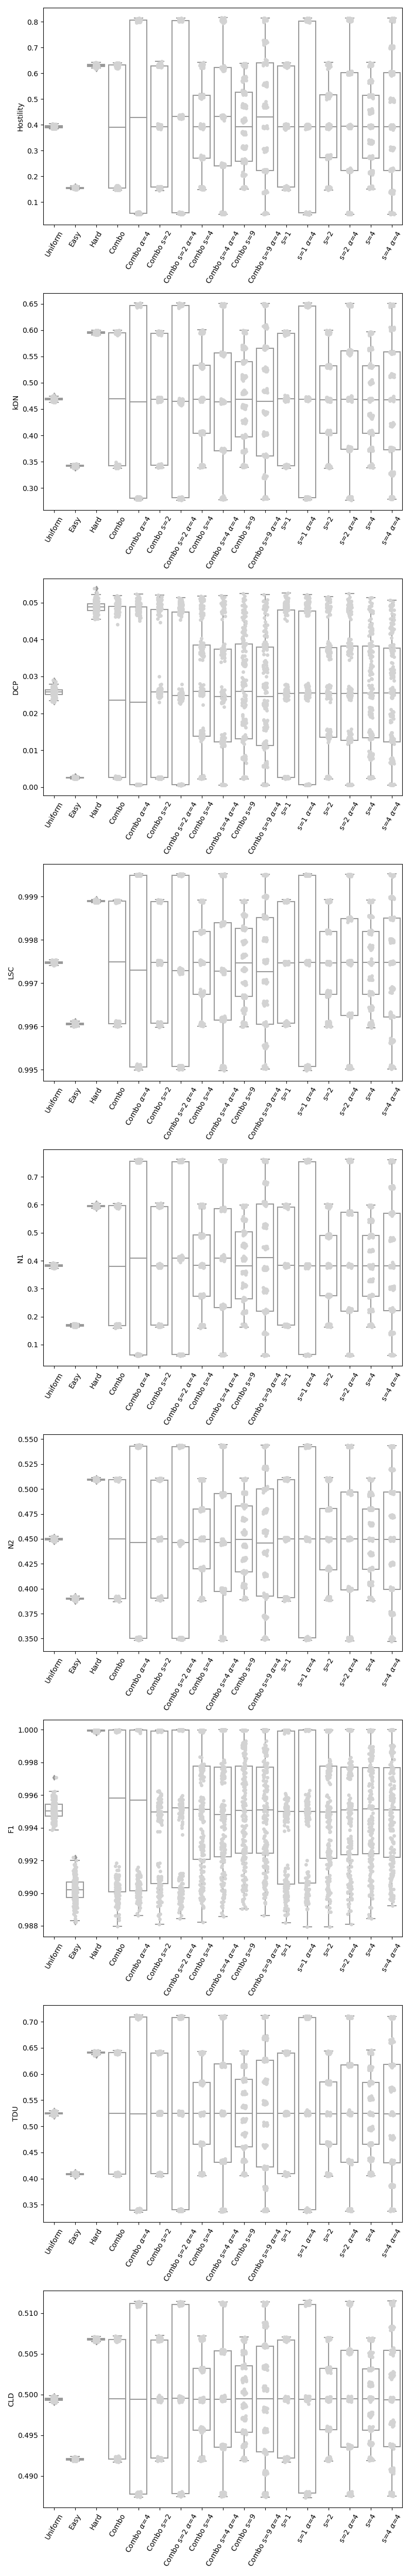 Hostility
0.8
0.7
0.6
0.5
0.4
0.3
0.2
0.1
Uniform
Easy
Hard
Combo
Combo α=4
Combo s=2
Combo s=2 α=4
Combo s=4
Combo s=4 α=4
Combo s=9
Combo s=9 α=4
s=1
s=1 α=4
s=2
s=2 α=4
s=4
s=4 α=4
kDN
0.65
0.60
0.55
0.50
0.45
0.40
0.35
0.30
Uniform
Easy
Hard
Combo
Combo α=4
Combo s=2
Combo s=2 α=4
Combo s=4
Combo s=4 α=4
Combo s=9
Combo s=9 α=4
s=1
s=1 α=4
s=2
s=2 α=4
s=4
s=4 α=4
DCP
0.05
0.04
0.03
0.02
0.01
0.00
Uniform
Easy
Hard
Combo
Combo α=4
Combo s=2
Combo s=2 α=4
Combo s=4
Combo s=4 α=4
Combo s=9
Combo s=9 α=4
s=1
s=1 α=4
s=2
s=2 α=4
s=4
s=4 α=4
LSC
0.999
0.998
0.997
0.996
0.995
Uniform
Easy
Hard
Combo
Combo α=4
Combo s=2
Combo s=2 α=4
Combo s=4
Combo s=4 α=4
Combo s=9
Combo s=9 α=4
s=1
s=1 α=4
s=2
s=2 α=4
s=4
s=4 α=4
N1
0.7
0.6
0.5
0.4
0.3
0.2
0.1
Uniform
Easy
Hard
Combo
Combo α=4
Combo s=2
Combo s=2 α=4
Combo s=4
Combo s=4 α=4
Combo s=9
Combo s=9 α=4
s=1
s=1 α=4
s=2
s=2 α=4
s=4
s=4 α=4
N2
0.550
0.525
0.500
0.475
0.450
0.425
0.400
0.375
0.350
Uniform
Easy
Hard
Combo
Combo α=4
Combo s=2
Combo s=2 α=4
Combo s=4
Combo s=4 α=4
Combo s=9
Combo s=9 α=4
s=1
s=1 α=4
s=2
s=2 α=4
s=4
s=4 α=4
F1
1.000
0.998
0.996
0.994
0.992
0.990
0.988
Uniform
Easy
Hard
Combo
Combo α=4
Combo s=2
Combo s=2 α=4
Combo s=4
Combo s=4 α=4
Combo s=9
Combo s=9 α=4
s=1
s=1 α=4
s=2
s=2 α=4
s=4
s=4 α=4
TDU
0.70
0.65
0.60
0.55
0.50
0.45
0.40
0.35
Uniform
Easy
Hard
Combo
Combo α=4
Combo s=2
Combo s=2 α=4
Combo s=4
Combo s=4 α=4
Combo s=9
Combo s=9 α=4
s=1
s=1 α=4
s=2
s=2 α=4
s=4
s=4 α=4
CLD
0.510
0.505
0.500
0.495
0.490
Uniform
Easy
Hard
Combo
Combo α=4
Combo s=2
Combo s=2 α=4
Combo s=4
Combo s=4 α=4
Combo s=9
Combo s=9 α=4
s=1
s=1 α=4
s=2
s=2 α=4
s=4
s=4 α=4